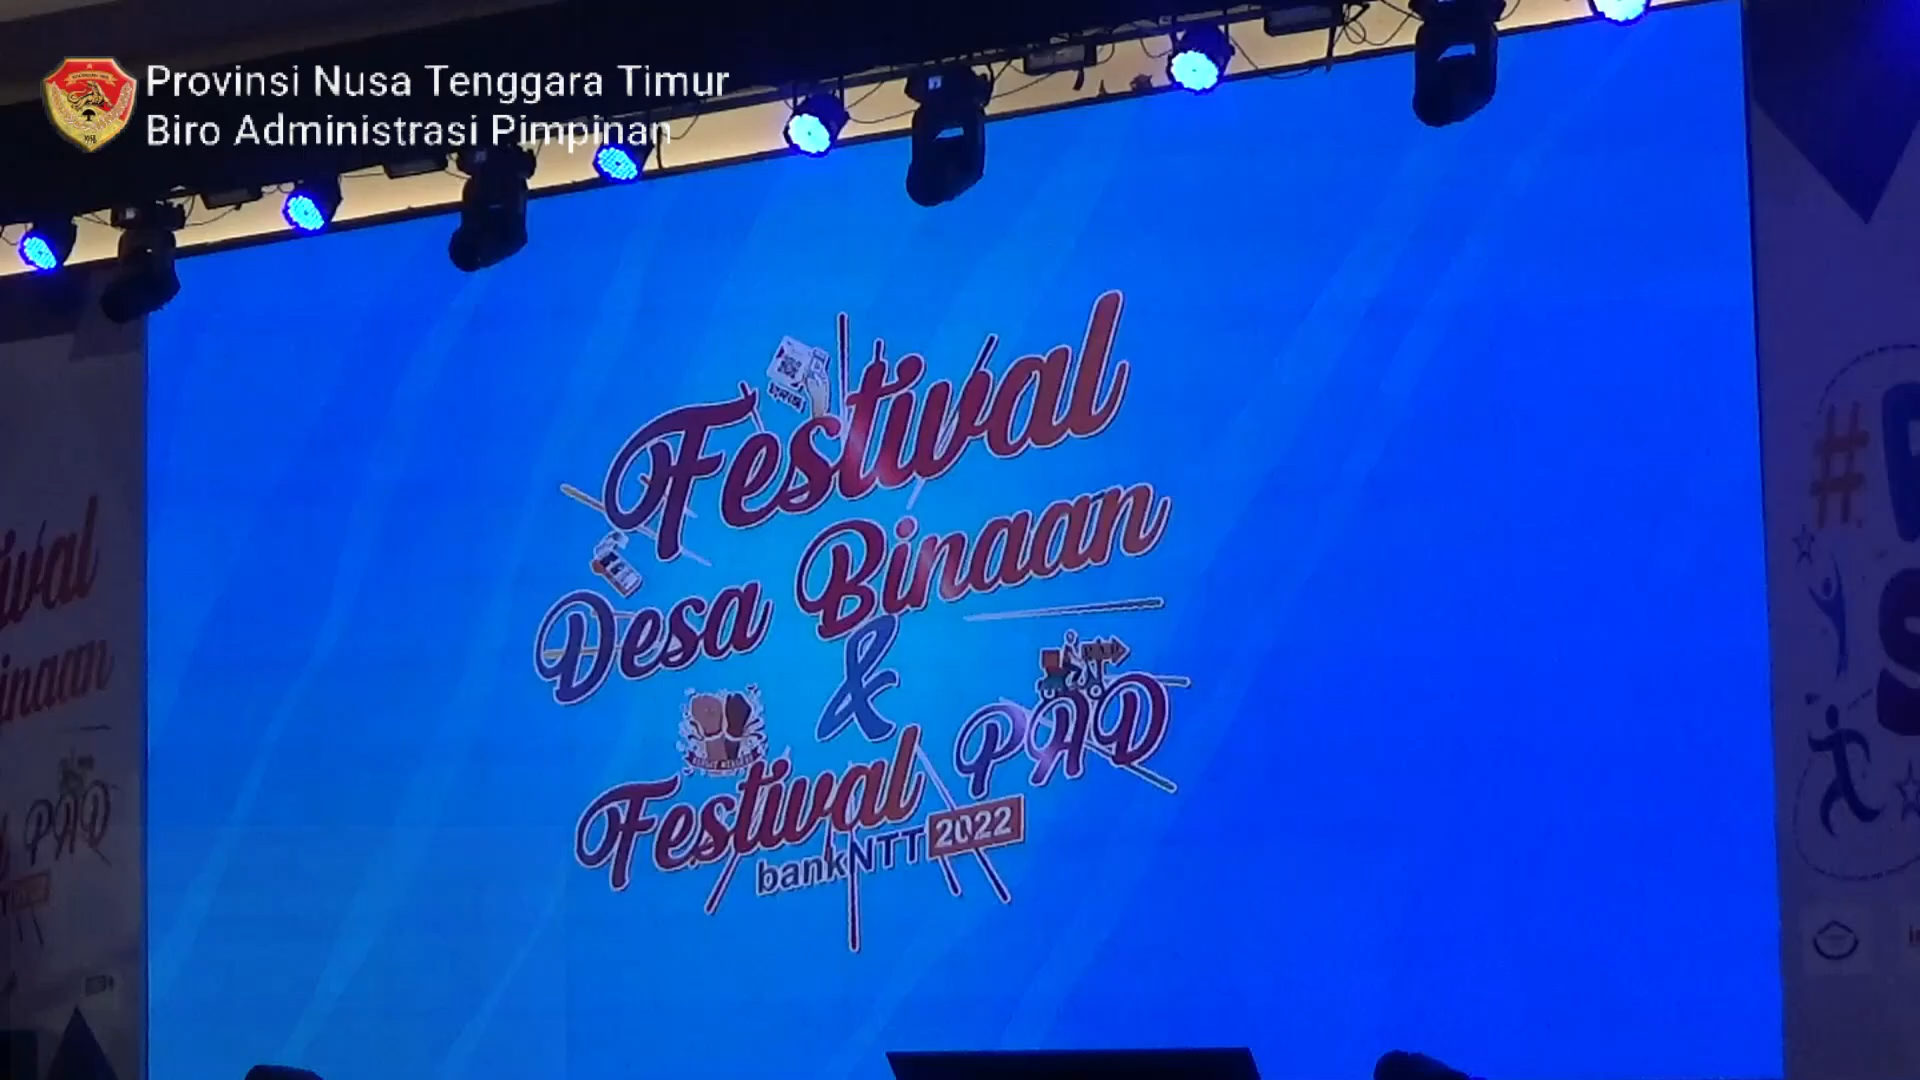 Provinsi Nusa Tenggara Timur
Biro Administrasi Pimpinan
Festival
Desa Binaan
&
Festival PAD
bankNTT 2022